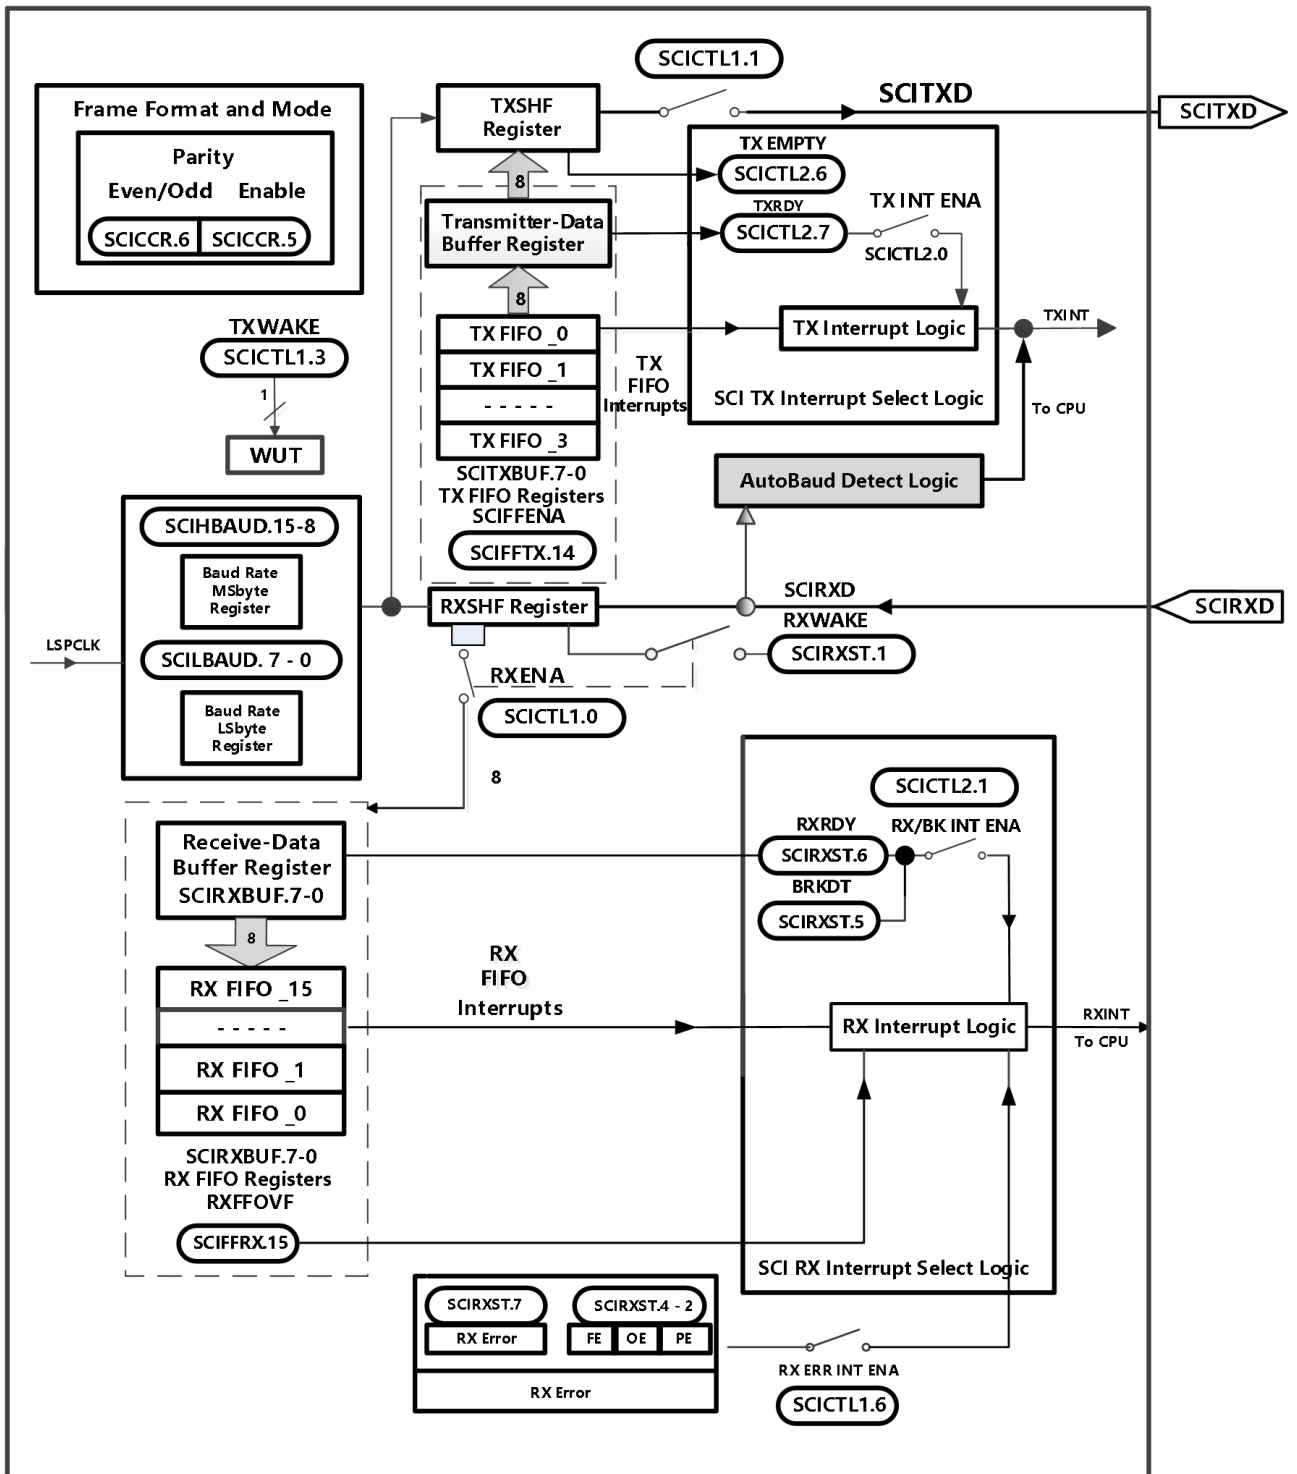 SCICTL1.1
SCITXD
SCITXD
Frame Format and Mode
Parity
Even/Odd Enable
SCICCR.6 SCICCR.5
TXSHF
Register
8
Transmitter-Data
Buffer Register
8
TX EMPTY
SCICTL2.6
TXRDY
SCICTL2.7
TX INT ENA
SCICTL2.0
TX FIFO _0
TX FIFO _1
- - - - -
TX FIFO _3
TX
FIFO
Interrupts
TX Interrupt Logic
TXINT
SCI TX Interrupt Select Logic
To CPU
TXWAKE
SCICTL1.3
1
WUT
SCITXBUF.7-0
TX FIFO Registers
SCIFFENA
SCIFFTX.14
AutoBaud Detect Logic
SCIHBAUD.15-8
Baud Rate
MSbyte
Register
LSPCLK
SCILBAUD. 7 - 0
Baud Rate
LSbyte
Register
RXSHF Register
SCIRXD
SCIRXD
RXWAKE
SCIRXST.1
RXENA
SCICTL1.0
8
Receive-Data
Buffer Register
SCIRXBUF.7-0
8
RX FIFO _15
- - - - -
RX FIFO _1
RX FIFO _0
SCIRXBUF.7-0
RX FIFO Registers
RXFFOVF
SCIFFRX.15
RX
FIFO
Interrupts
SCICTL2.1
RXRDY
RX/BK INT ENA
SCIRXST.6
BRKDT
SCIRXST.5
RX Interrupt Logic
RXINT
To CPU
SCI RX Interrupt Select Logic
SCIRXST.7
SCIRXST.4 - 2
RX Error
FE OE PE
RX Error
RX ERR INT ENA
SCICTL1.6